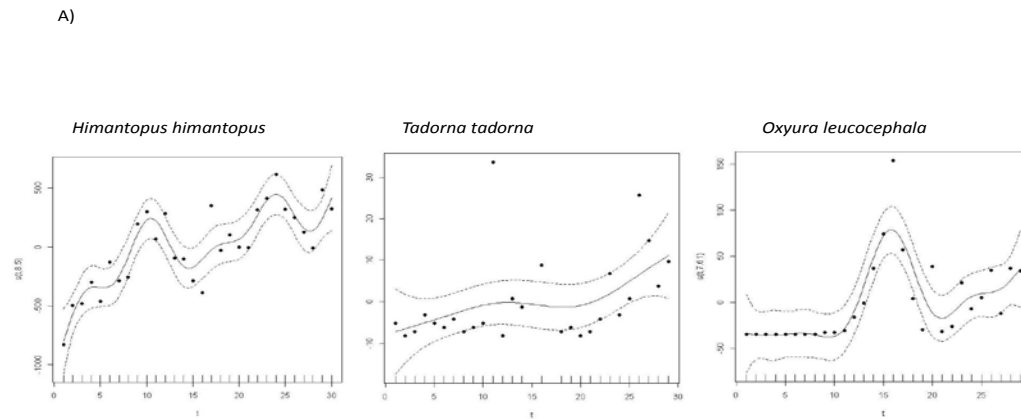 A)
Himantopus himantopus
Tadorna tadorna
Oxyura leucocephala
s(t,8.5)
500
0
-500
-1000
0 5 10 15 20 25 30
t
30
20
10
0
-10
0 5 10 15 20 25 30
t
s(t,7.61)
150
100
50
0
-50
0 5 10 15 20 25
t